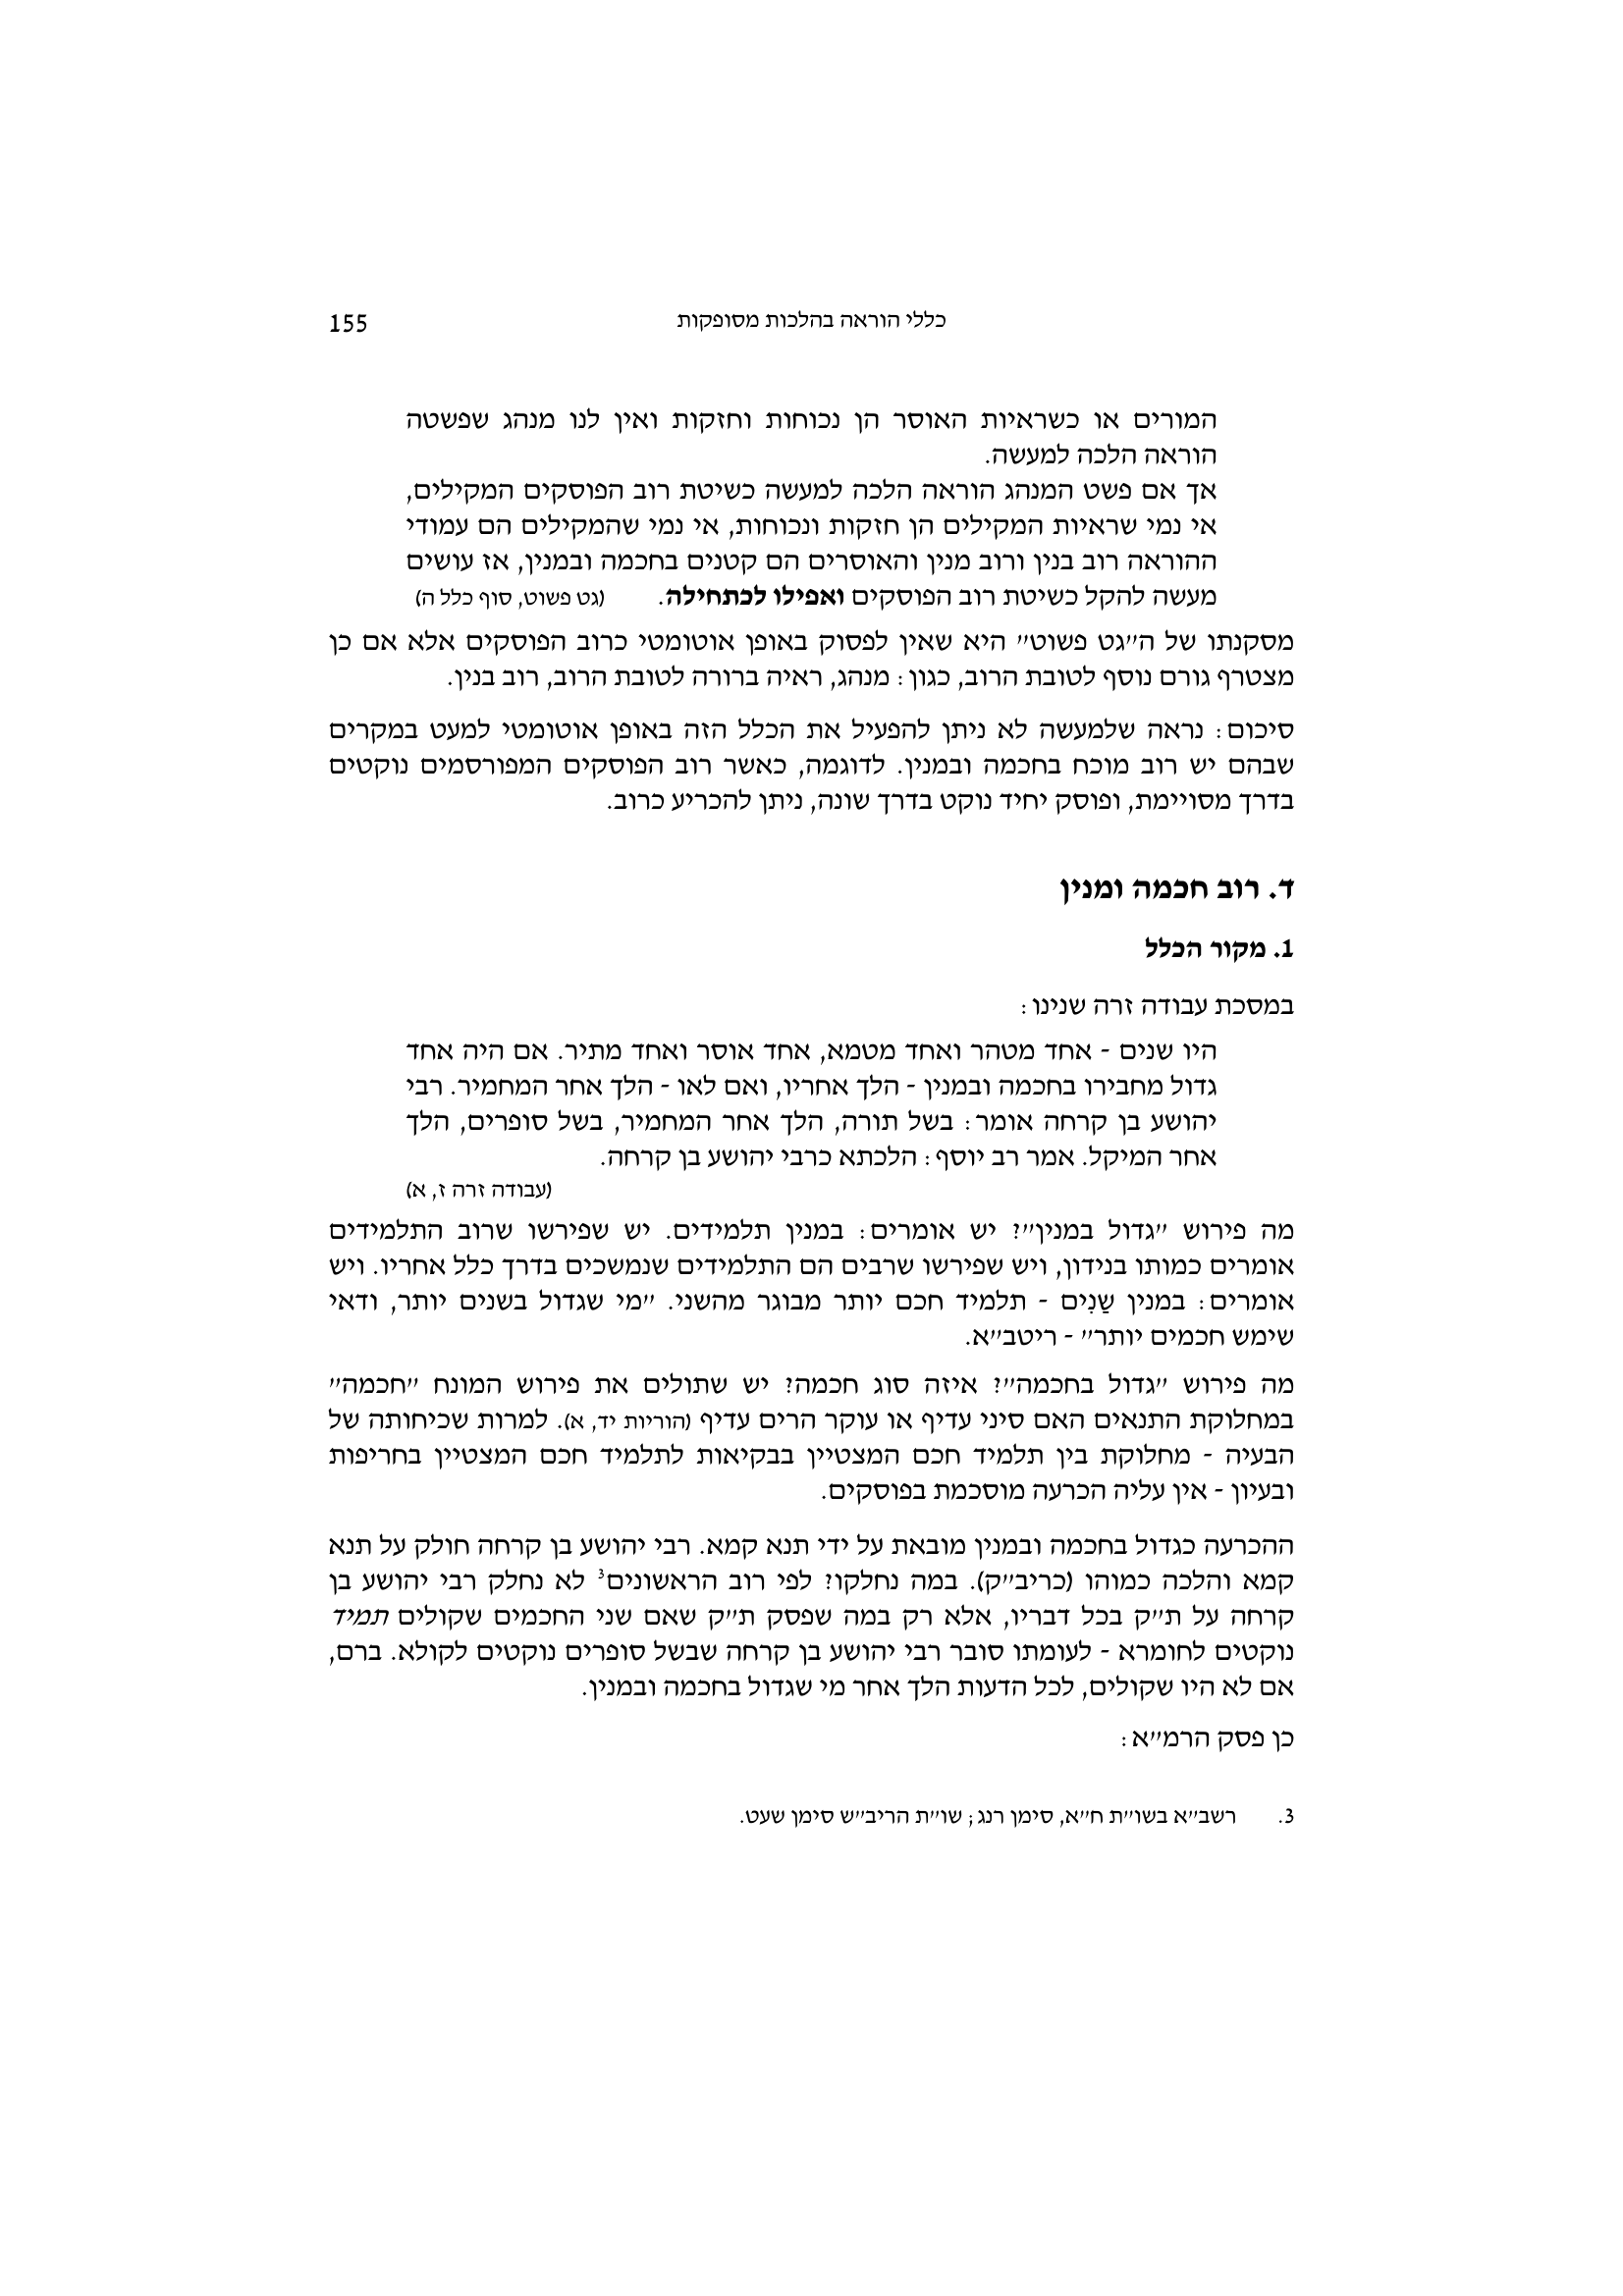 כללי הוראה בהלכות מסופקות 155
המורים או כשראיות האוסר הן נכוחות וחזקות ואין לנו מנהג שפשטה
הוראה הלכה למעשה.
אך אם פשט המנהג הוראה הלכה למעשה כשיטת רוב הפוסקים המקילים,
אי נמי שראיות המקילים הן חזקות ונכוחות, אי נמי שהמקילים הם עמודי
ההוראה רוב בנין ורוב מנין והאוסרים הם קטנים בחכמה ובמנין, אז עושים
מעשה להקל כשיטת רוב הפוסקים ואפילו לכתחילה. (גט פשוט, סוף כלל ה)
מסקנתו של ה״גט פשוט״ היא שאין לפסוק באופן אוטומטי כרוב הפוסקים אלא אם כן
מצטרף גורם נוסף לטובת הרוב, כגון: מנהג, ראיה ברורה לטובת הרוב, רוב בנין.
סיכום: נראה שלמעשה לא ניתן להפעיל את הכלל הזה באופן אוטומטי למעט במקרים
שבהם יש רוב מוכח בחכמה ובמנין. לדוגמה, כאשר רוב הפוסקים המפורסמים נוקטים
בדרך מסויימת, ופוסק יחיד נוקט בדרך שונה, ניתן להכריע כרוב.
ד. רוב חכמה ומנין
1. מקור הכלל
במסכת עבודה זרה שנינו:
היו שנים - אחד מטהר ואחד מטמא, אחד אוסר ואחד מתיר. אם היה אחד
גדול מחבירו בחכמה ובמנין - הלך אחריו, ואם לאו - הלך אחר המחמיר. רבי
יהושע בן קרחה אומר: בשל תורה, הלך אחר המחמיר, בשל סופרים, הלך
אחר המיקל. אמר רב יוסף: הלכתא כרבי יהושע בן קרחה.
(עבודה זרה ז, א)
מה פירוש ״גדול במנין״? יש אומרים: במנין תלמידים. יש שפירשו שרוב התלמידים
אומרים כמותו בנידון, ויש שפירשו שרבים הם התלמידים שנמשכים בדרך כלל אחריו. ויש
אומרים: במנין שָנִים - תלמיד חכם יותר מבוגר מהשני. ״מי שגדול בשנים יותר, ודאי
שימש חכמים יותר״ - ריטב״א.
מה פירוש ״גדול בחכמה״? איזה סוג חכמה? יש שתולים את פירוש המונח ״חכמה״
במחלוקת התנאים האם סיני עדיף או עוקר הרים עדיף (הוריות יד, א). למרות שכיחותה של
הבעיה - מחלוקת בין תלמיד חכם המצטיין בבקיאות לתלמיד חכם המצטיין בחריפות
ובעיון - אין עליה הכרעה מוסכמת בפוסקים.
ההכרעה כגדול בחכמה ובמנין מובאת על ידי תנא קמא. רבי יהושע בן קרחה חולק על תנא
קמא והלכה כמוהו (כריב״ק). במה נחלקו? לפי רוב הראשונים3 לא נחלק רבי יהושע בן
קרחה על ת״ק בכל דבריו, אלא רק במה שפסק ת״ק שאם שני החכמים שקולים תמיד
נוקטים לחומרא - לעומתו סובר רבי יהושע בן קרחה שבשל סופרים נוקטים לקולא. ברם,
אם לא היו שקולים, לכל הדעות הלך אחר מי שגדול בחכמה ובמנין.
כן פסק הרמ״א:
3. רשב״א בשו״ת ח״א, סימן רנג; שו״ת הריב״ש סימן שעט.